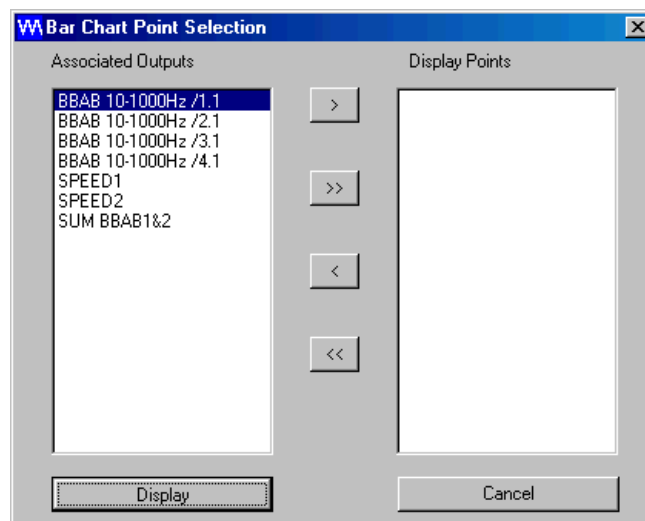 Bar Chart Point Selection
Associated Outputs
Display Points
BBAB 10-1000Hz /1.1
BBAB 10-1000Hz /2.1
BBAB 10-1000Hz /3.1
BBAB 10-1000Hz /4.1
SPEED1
SPEED2
SUM BBAB1&2
>
>>
<
<<
Display
Cancel